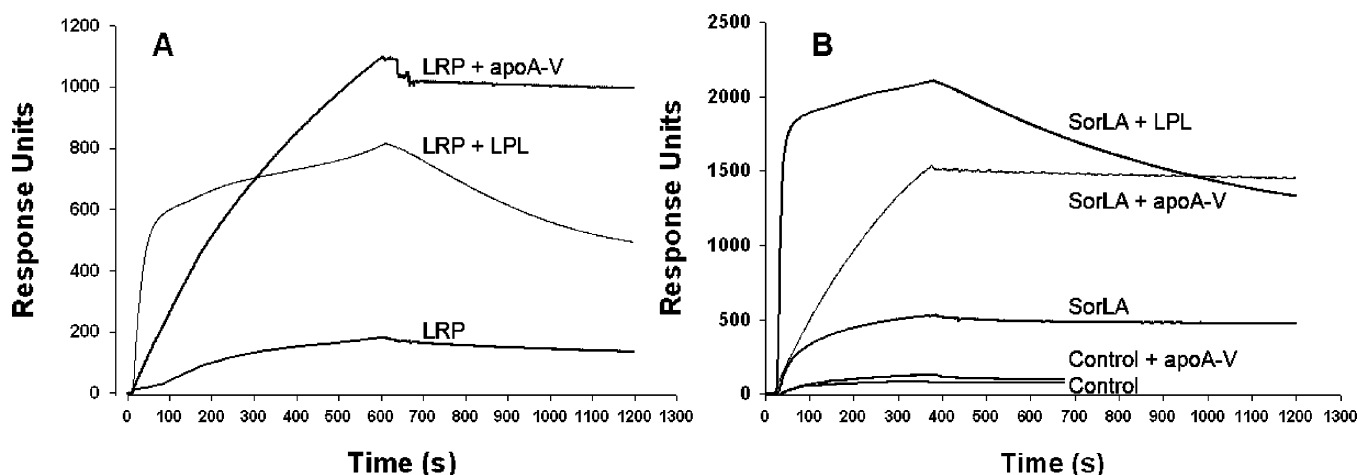 A
1200
1000
800
600
400
200
0
Response Units
LRP + apoA-V
LRP + LPL
LRP
0 100 200 300 400 500 600 700 800 900 1000 1100 1200 1300
Time (s)
B
2500
2000
1500
1000
500
0
Response Units
SorLA + LPL
SorLA + apoA-V
SorLA
Control + apoA-V
Control
0 100 200 300 400 500 600 700 800 900 1000 1100 1200 1300
Time (s)